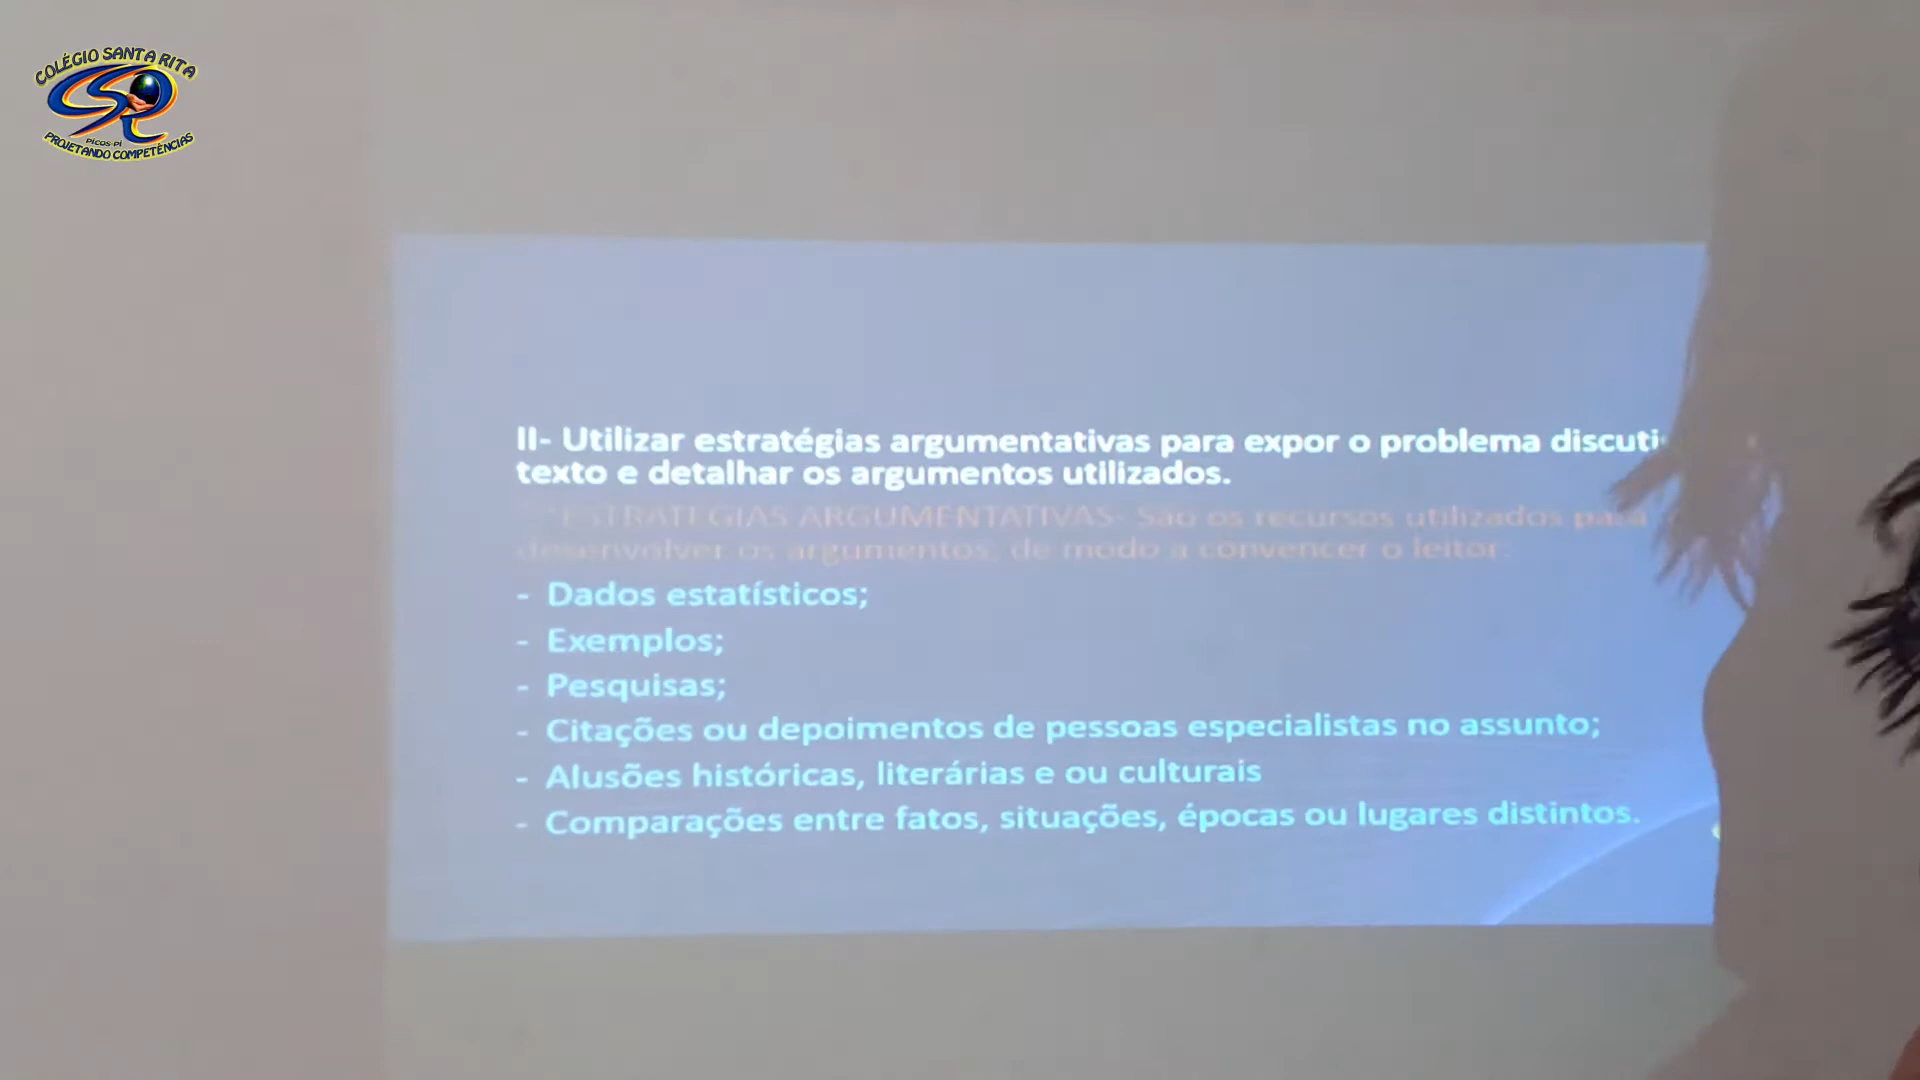 COLÉGIO SANTA RITA
PICOS-PI
PROJETANDO COMPETÊNCIAS
II- Utilizar estratégias argumentativas para expor o problema
texto e detalhar os argumentos utilizados.
ESTRATEGIAS ARGUMENTATIVAS- São os recursos utilizados para
desenvolver os argumentos, de modo a convencer o leitor:
- Dados estatísticos;
- Exemplos;
- Pesquisas;
- Citações ou depoimentos de pessoas especialistas no assunto;
- Alusões históricas, literárias e ou culturais
- Comparações entre fatos, situações, épocas ou lugares distintos.